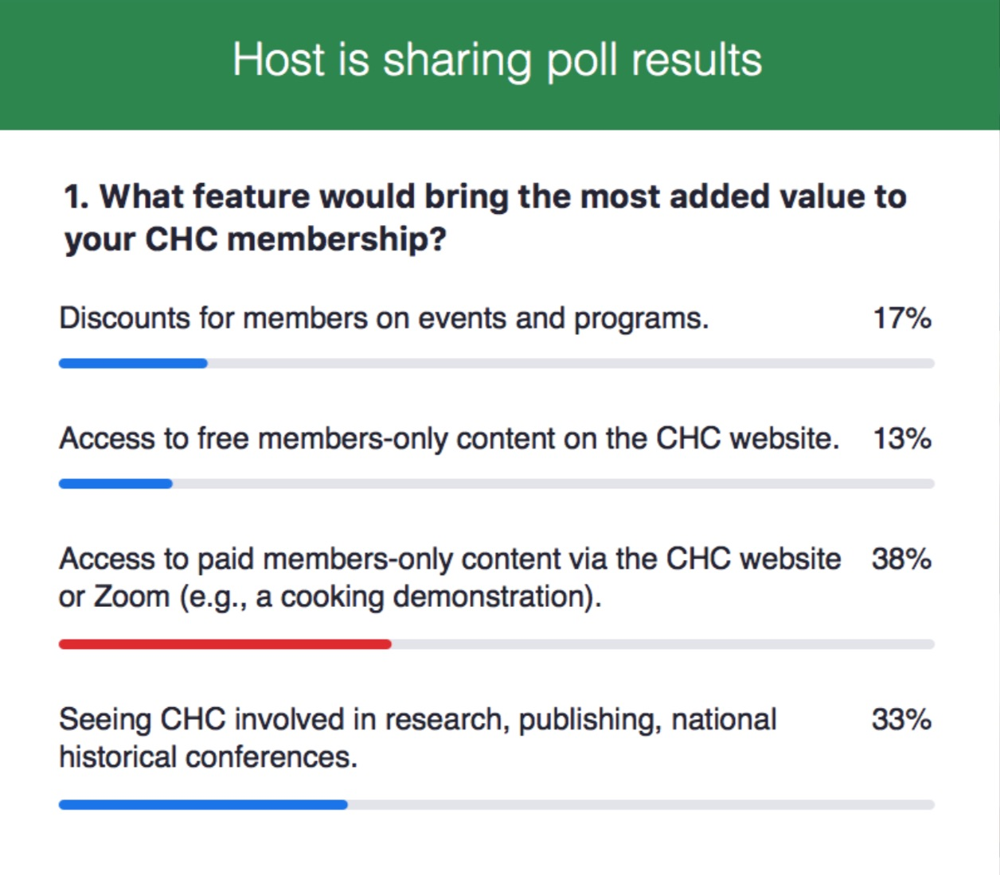 Host is sharing poll results
1. What feature would bring the most added value to
your CHC membership?
Discounts for members on events and programs. 17%
Access to free members-only content on the CHC website. 13%
Access to paid members-only content via the CHC website 38%
or Zoom (e.g., a cooking demonstration).
Seeing CHC involved in research, publishing, national 33%
historical conferences.